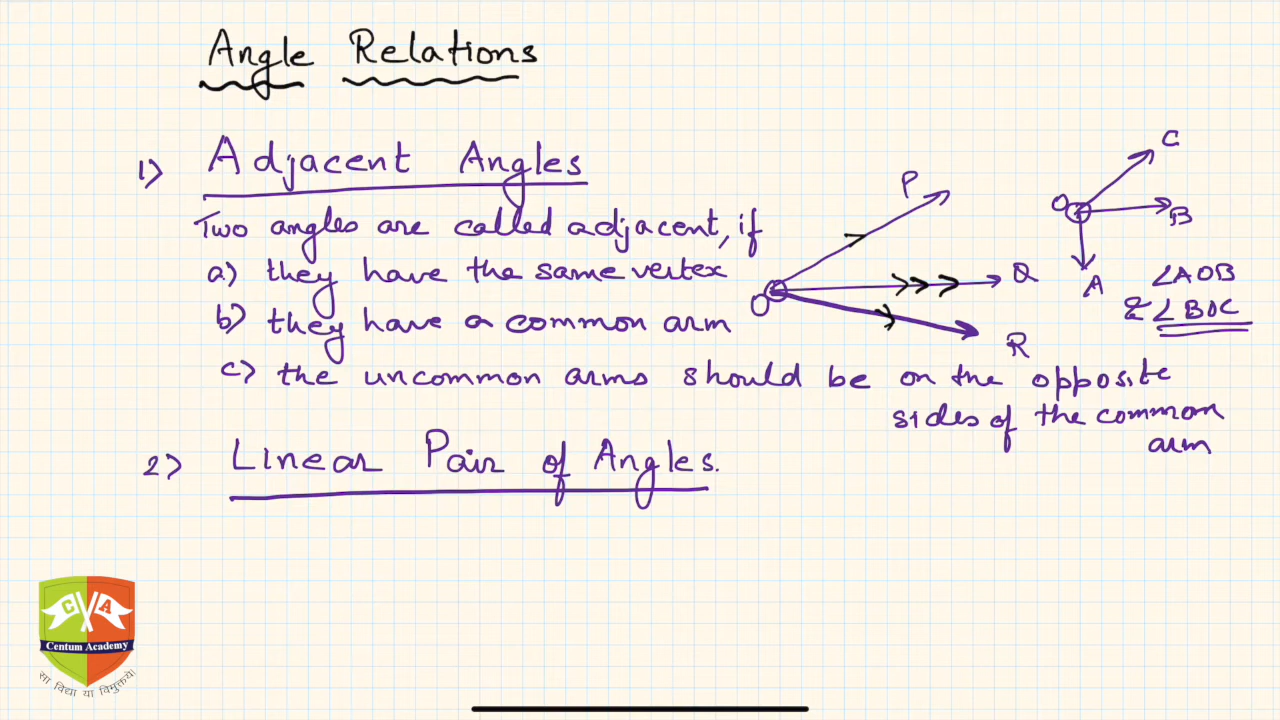 Angle Relations
1) Adjacent Angles
Two angles are called adjacent, if
a) they have the same vertex
b) they have a common arm
c) the uncommon arms should be on the opposite
sides of the common
arm
P
O
Q
R
C
O
B
A
∠AOB
& ∠BOC
2) Linear Pair of Angles.
C A
Centum Academy
सा विद्या या विमुक्तये।